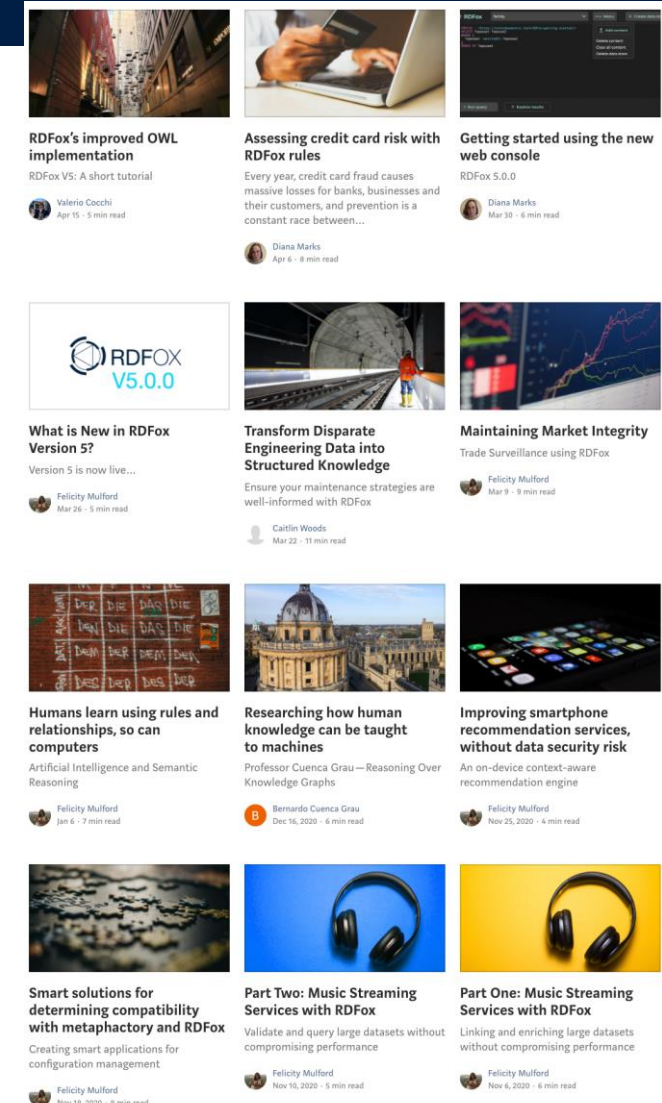 RDFox
RDFox's improved OWL
implementation
RDFox V5: A short tutorial
Valerio Cocchi
Apr 15 · 5 min read
Assessing credit card risk with
RDFox rules
Every year, credit card fraud causes
massive losses for banks, businesses and
their customers, and prevention is a
constant race between...
Diana Marks
Apr 6 · 8 min read
Getting started using the new
web console
RDFox 5.0.0
Diana Marks
Mar 30 · 6 min read
RDFOX
V5.0.0
What is New in RDFox
Version 5?
Version 5 is now live...
Felicity Mulford
Mar 26 · 5 min read
Transform Disparate
Engineering Data into
Structured Knowledge
Ensure your maintenance strategies are
well-informed with RDFox
Caitlin Woods
Mar 22 · 11 min read
Maintaining Market Integrity
Trade Surveillance using RDFox
Felicity Mulford
Mar 9 · 9 min read
DER DIE DAS DIE
DEN DIE DAS DIE
DEM DER DEM DEN
DES DER DES DER
Humans learn using rules and
relationships, so can
computers
Artificial Intelligence and Semantic
Reasoning
Felicity Mulford
Jan 6 · 7 min read
Researching how human
knowledge can be taught
to machines
Professor Cuenca Grau—Reasoning Over
Knowledge Graphs
B
Bernardo Cuenca Grau
Dec 16, 2020 · 6 min read
Improving smartphone
recommendation services,
without data security risk
An on-device context-aware
recommendation engine
Felicity Mulford
Nov 25, 2020 · 4 min read
Smart solutions for
determining compatibility
with metaphactory and RDFox
Creating smart applications for
configuration management
Felicity Mulford
Nov 18, 2020 · 8 min read
Part Two: Music Streaming
Services with RDFox
Validate and query large datasets without
compromising performance
Felicity Mulford
Nov 10, 2020 · 5 min read
Part One: Music Streaming
Services with RDFox
Linking and enriching large datasets
without compromising performance
Felicity Mulford
Nov 6, 2020 · 6 min read